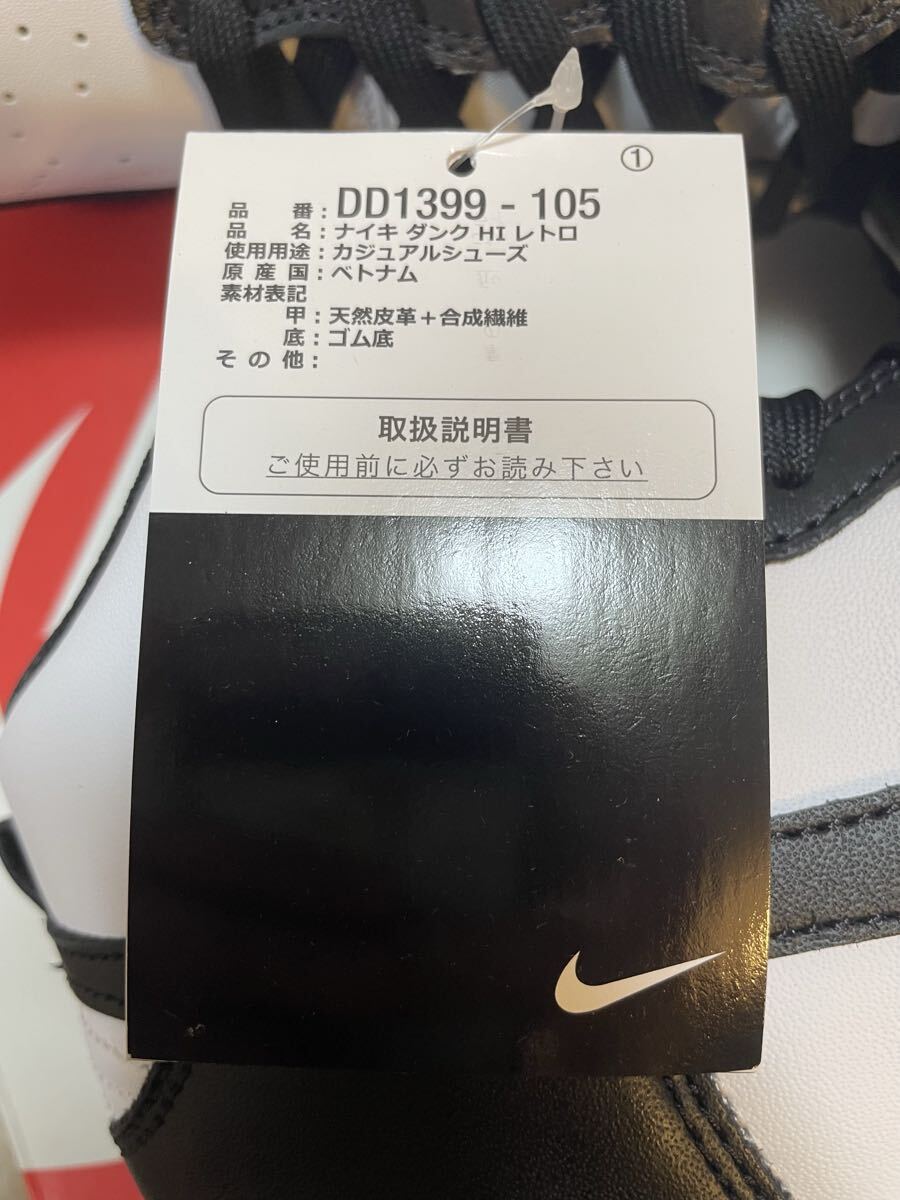 ①
品番:DD1399 - 105
品名:ナイキ ダンク HI レトロ
使用用途:カジュアルシューズ
原産国:ベトナム
素材表記
甲:天然皮革+合成繊維
底:ゴム底
その他:
取扱説明書
ご使用前に必ずお読み下さい